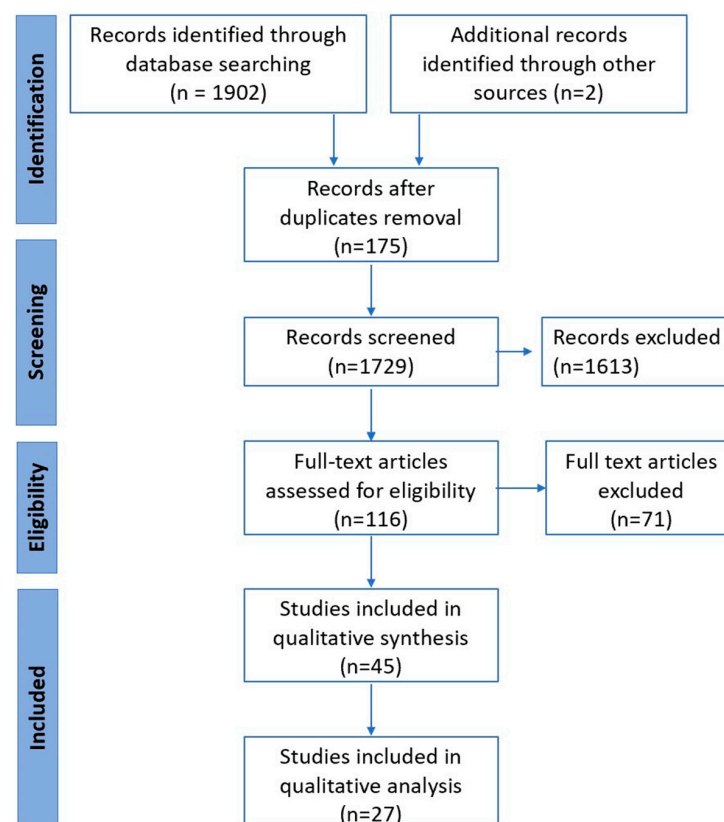 Identification
Records identified through
database searching
(n = 1902)
Additional records
identified through other
sources (n=2)
Records after
duplicates removal
(n=175)
Screening
Records screened
(n=1729)
Records excluded
(n=1613)
Eligibility
Full-text articles
assessed for eligibility
(n=116)
Full text articles
excluded
(n=71)
Included
Studies included in
qualitative synthesis
(n=45)
Studies included in
qualitative analysis
(n=27)